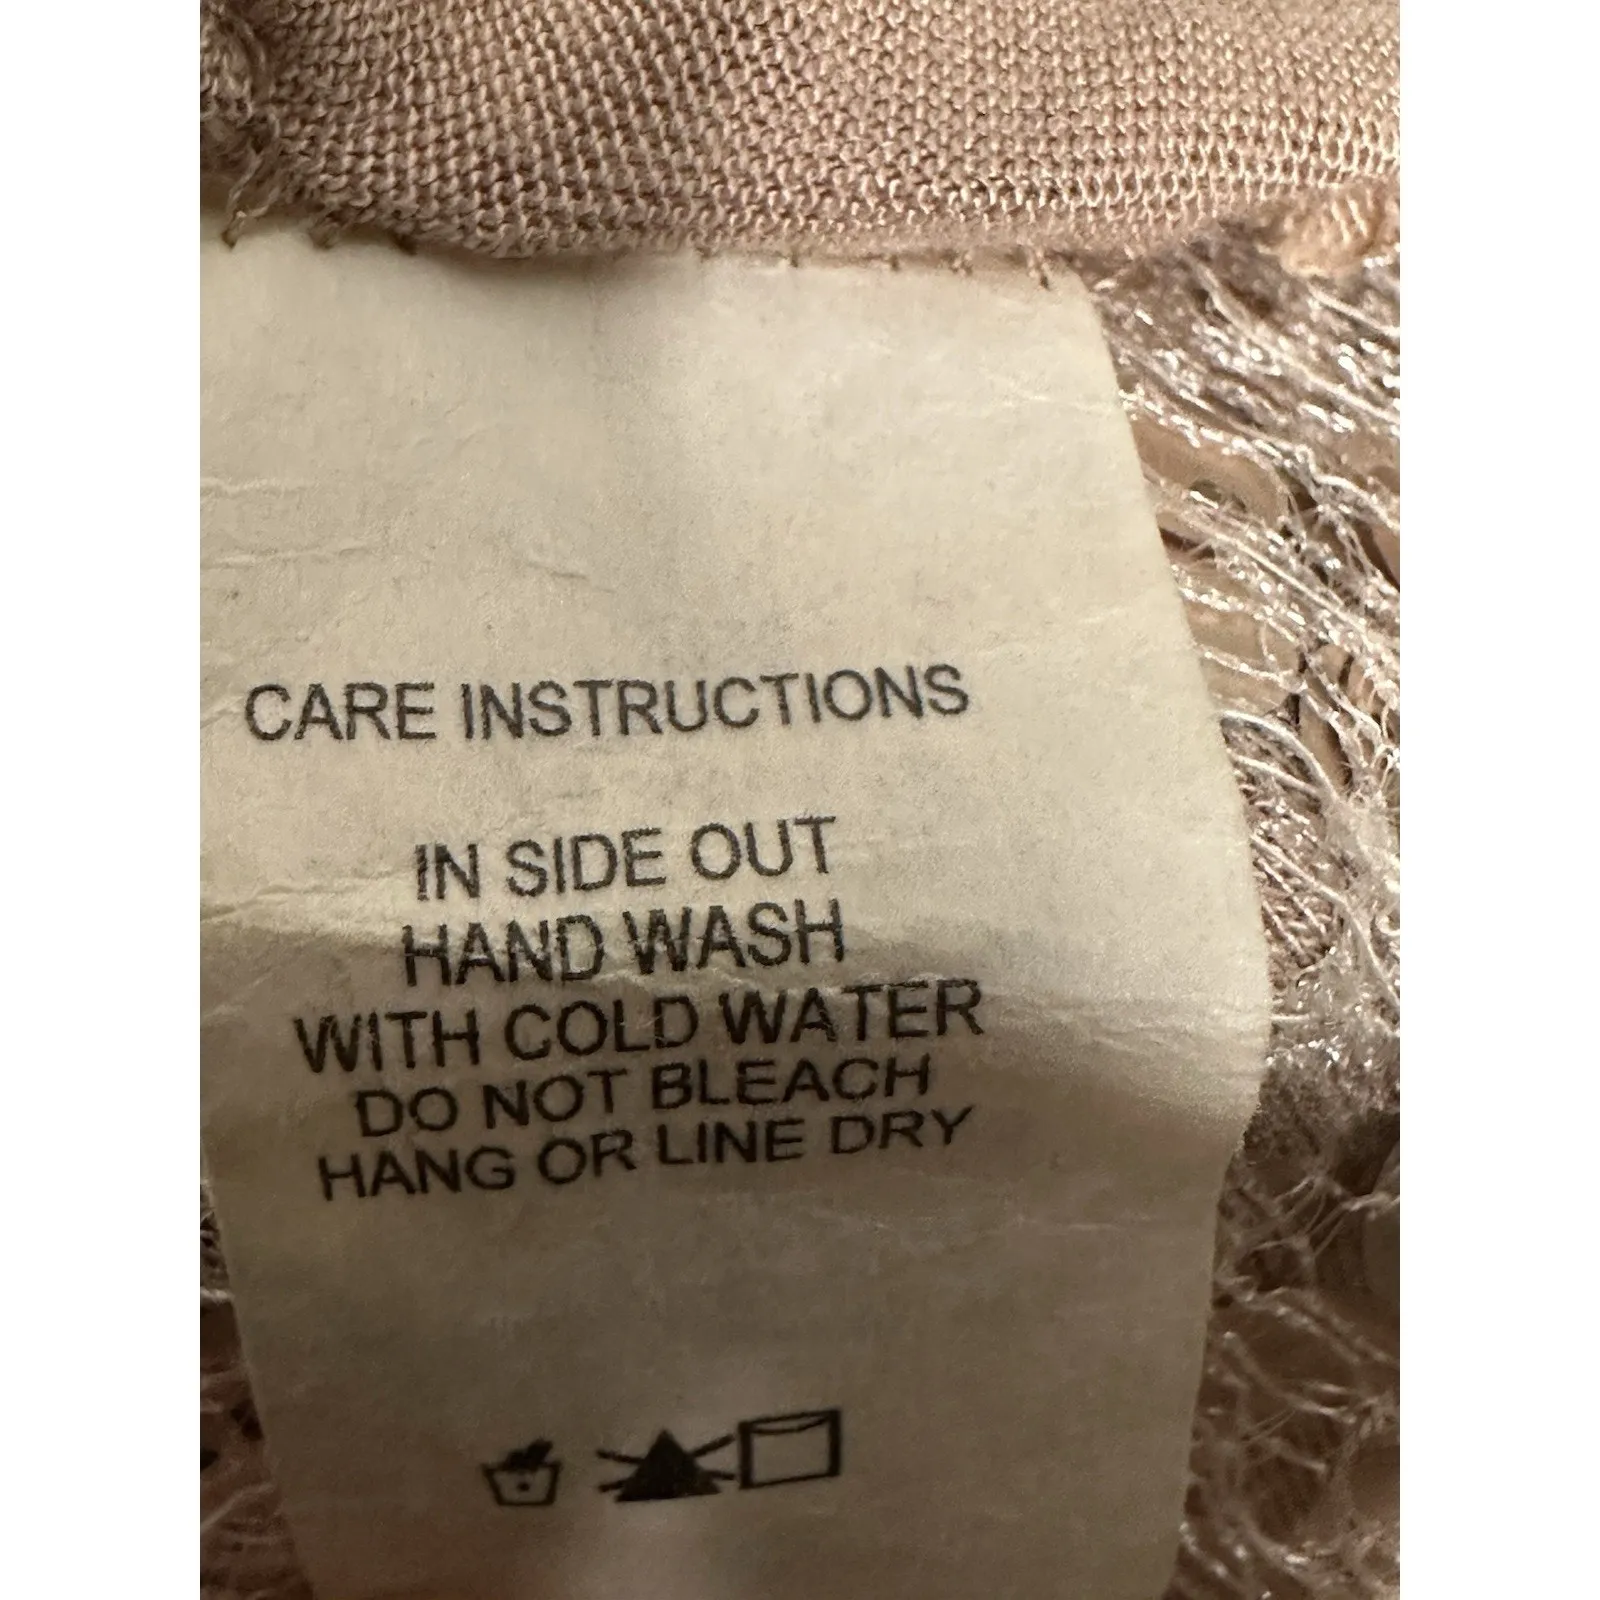 CARE INSTRUCTIONS
IN SIDE OUT
HAND WASH
WITH COLD WATER
DO NOT BLEACH
HANG OR LINE DRY